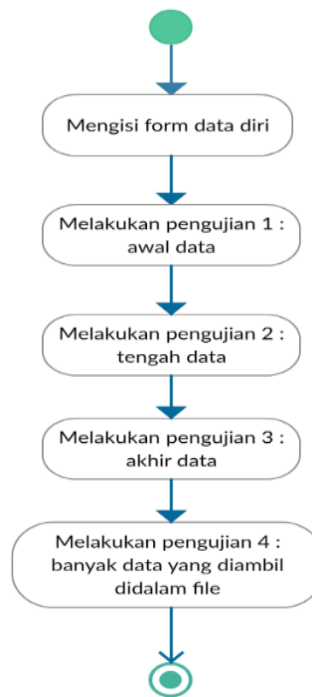 Mengisi form data diri
Melakukan pengujian 1 :
awal data
Melakukan pengujian 2 :
tengah data
Melakukan pengujian 3 :
akhir data
Melakukan pengujian 4 :
banyak data yang diambil
didalam file